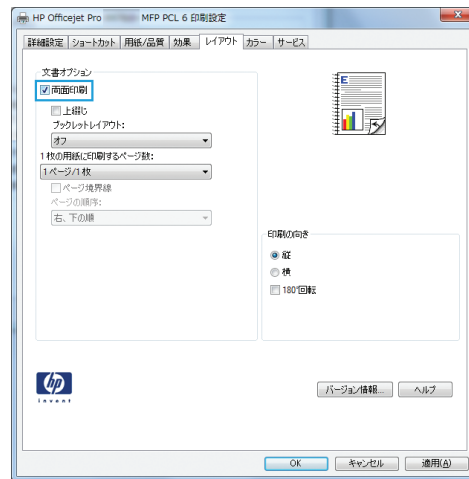 HP Officejet Pro MFP PCL 6 印刷設定
詳細設定 ショートカット 用紙/品質 効果 レイアウト カラー サービス
文書オプション
両面印刷
上綴じ
ブックレットレイアウト:
オフ
1 枚の用紙に印刷するページ数:
1 ページ/1 枚
ページ境界線
ページの順序:
右、下の順
E
印刷の向き
縦
横
180°回転
hp
invent
バージョン情報... ヘルプ
OK キャンセル 適用(A)